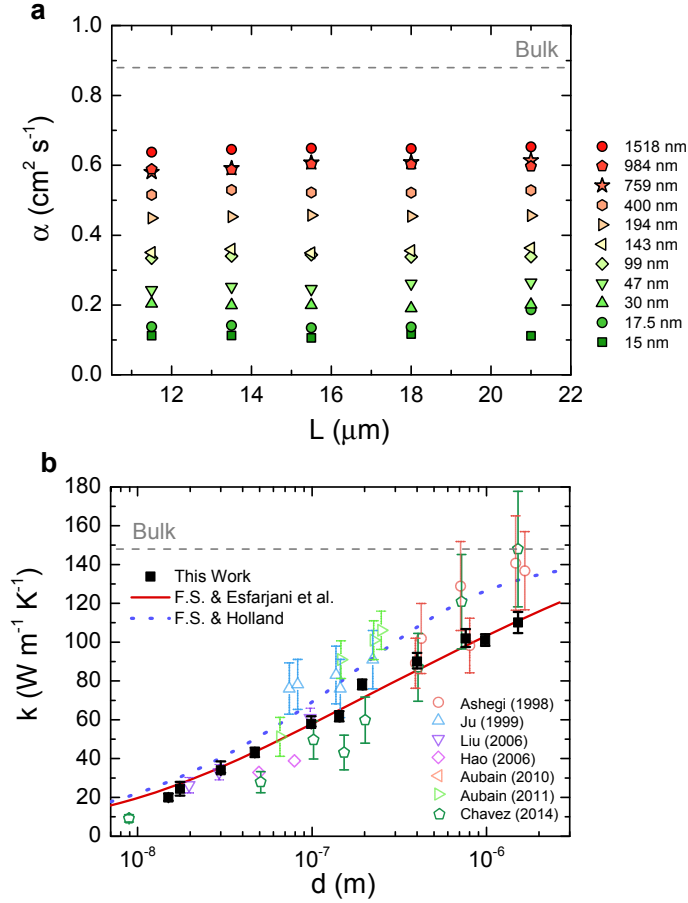 a
1.0
0.8
0.6
0.4
0.2
0.0
α (cm² s⁻¹)
Bulk
12 14 16 18 20 22
L (μm)
1518 nm
984 nm
759 nm
400 nm
194 nm
143 nm
99 nm
47 nm
30 nm
17.5 nm
15 nm
b
180
160
140
120
100
80
60
40
20
0
k (W m⁻¹ K⁻¹)
Bulk
This Work
F.S. & Esfarjani et al.
F.S. & Holland
Ashegi (1998)
Ju (1999)
Liu (2006)
Hao (2006)
Aubain (2010)
Aubain (2011)
Chavez (2014)
10⁻⁸ 10⁻⁷ 10⁻⁶
d (m)